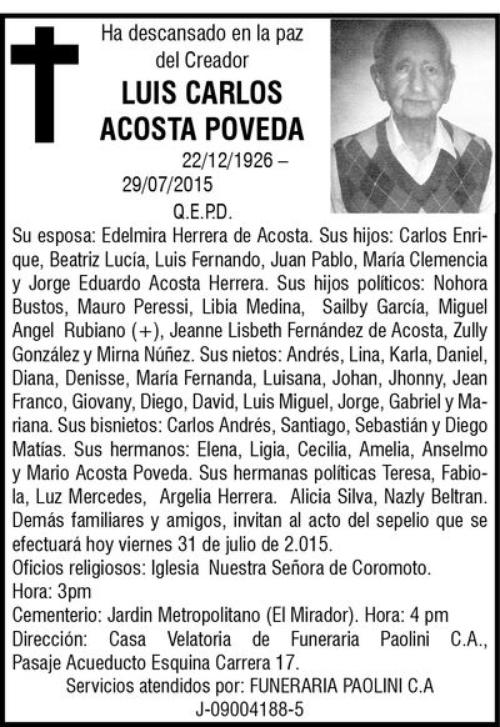 Ha descansado en la paz
del Creador
LUIS CARLOS
ACOSTA POVEDA
22/12/1926 –
29/07/2015
Q.E.P.D.
Su esposa: Edelmira Herrera de Acosta. Sus hijos: Carlos Enri-
que, Beatriz Lucía, Luis Fernando, Juan Pablo, María Clemencia
y Jorge Eduardo Acosta Herrera. Sus hijos políticos: Nohora
Bustos, Mauro Peressi, Libia Medina, Sailby García, Miguel
Angel Rubiano (+), Jeanne Lisbeth Fernández de Acosta, Zully
González y Mirna Núñez. Sus nietos: Andrés, Lina, Karla, Daniel,
Diana, Denisse, María Fernanda, Luisana, Johan, Jhonny, Jean
Franco, Giovany, Diego, David, Luis Miguel, Jorge, Gabriel y Ma-
riana. Sus bisnietos: Carlos Andrés, Santiago, Sebastián y Diego
Matías. Sus hermanos: Elena, Ligia, Cecilia, Amelia, Anselmo
y Mario Acosta Poveda. Sus hermanas políticas Teresa, Fabio-
la, Luz Mercedes, Argelia Herrera. Alicia Silva, Nazly Beltran.
Demás familiares y amigos, invitan al acto del sepelio que se
efectuará hoy viernes 31 de julio de 2.015.
Oficios religiosos: Iglesia Nuestra Señora de Coromoto.
Hora: 3pm
Cementerio: Jardin Metropolitano (El Mirador). Hora: 4 pm
Dirección: Casa Velatoria de Funeraria Paolini C.A.,
Pasaje Acueducto Esquina Carrera 17.
Servicios atendidos por: FUNERARIA PAOLINI C.A
J-09004188-5